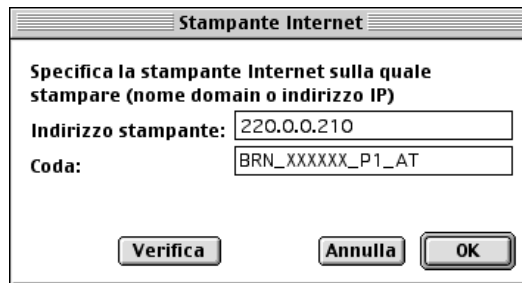 Stampante Internet
Specifica la stampante Internet sulla quale
stampare (nome domain o indirizzo IP)
Indirizzo stampante: 220.0.0.210
Coda: BRN_XXXXXX_P1_AT
Verifica Annulla OK